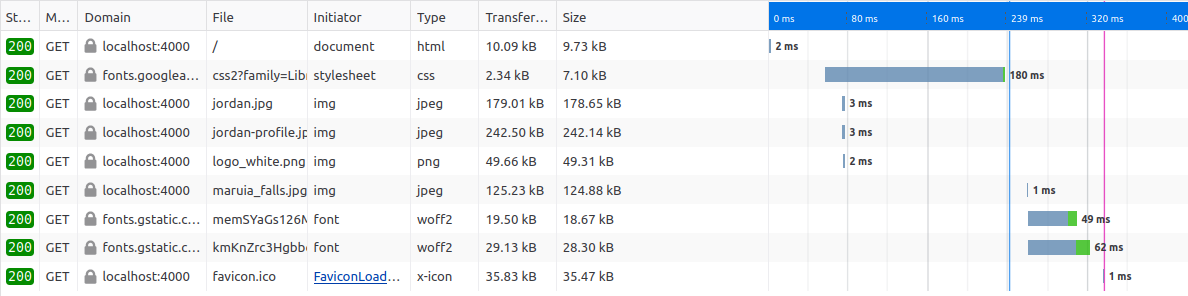 St... M... Domain File Initiator Type Transfer... Size 0 ms 80 ms 160 ms 239 ms 320 ms 400
200 GET localhost:4000 / document html 10.09 kB 9.73 kB 2 ms
200 GET fonts.googlea... css2?family=Libr stylesheet css 2.34 kB 7.10 kB 180 ms
200 GET localhost:4000 jordan.jpg img jpeg 179.01 kB 178.65 kB 3 ms
200 GET localhost:4000 jordan-profile.jp img jpeg 242.50 kB 242.14 kB 3 ms
200 GET localhost:4000 logo_white.png img png 49.66 kB 49.31 kB 2 ms
200 GET localhost:4000 maruia_falls.jpg img jpeg 125.23 kB 124.88 kB 1 ms
200 GET fonts.gstatic.c... memSYaGs126M font woff2 19.50 kB 18.67 kB 49 ms
200 GET fonts.gstatic.c... kmKnZrc3Hgbb font woff2 29.13 kB 28.30 kB 62 ms
200 GET localhost:4000 favicon.ico FaviconLoad... x-icon 35.83 kB 35.47 kB 1 ms